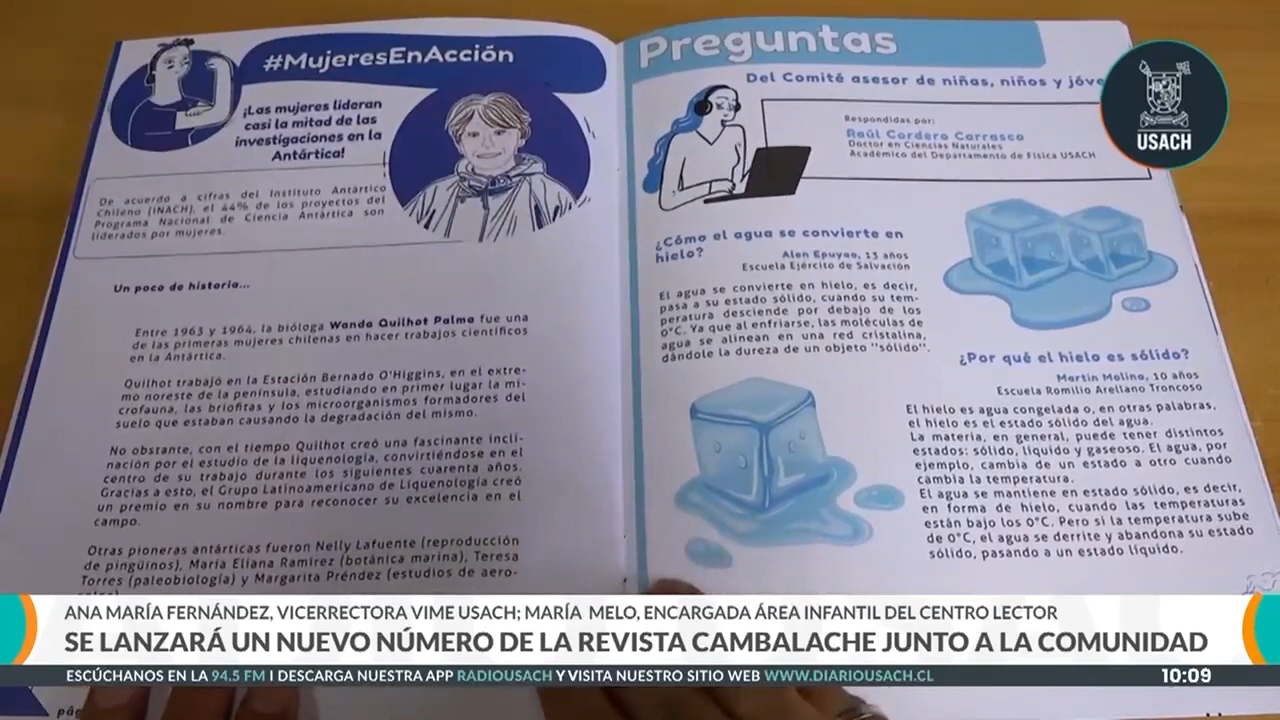 #MujeresEnAcción
¡Las mujeres lideran
casi la mitad de las
investigaciones en la
Antártica!
De acuerdo a cifras del Instituto Antártico
Chileno (INACH), el 44% de los proyectos del
Programa Nacional de Ciencia Antártica son
liderados por mujeres.
Un poco de historia...
Entre 1963 y 1964, la bióloga Wanda Quilhot Palma fue una
de las primeras mujeres chilenas en hacer trabajos científicos
en la Antártica.
Quilhot trabajó en la Estación Bernado O'Higgins, en el extre-
mo noreste de la península, estudiando en primer lugar la mi-
crofauna, las briofitas y los microorganismos formadores del
suelo que estaban causando la degradación del mismo.
No obstante, con el tiempo Quilhot creó una fascinante incli-
nación por el estudio de la liquenología, convirtiéndose en el
centro de su trabajo durante los siguientes cuarenta años.
Gracias a esto, el Grupo Latinoamericano de Liquenología creó
un premio en su nombre para reconocer su excelencia en el
campo.
Otras pioneras antárticas fueron Nelly Lafuente (reproducción
de pingüinos), María Eliana Ramírez (botánica marina), Teresa
Torres (paleobiología) y Margarita Préndez (estudios de aero-
pág
Preguntas
Del Comité asesor de niñas, niños y jóve
Respondidas por:
Raúl Cordero Carrasco
Doctor en Ciencias Naturales
Académico del Departamento de Física USACH
¿Cómo el agua se convierte en
hielo?
Alen Epuyao, 13 años
Escuela Ejército de Salvación
El agua se convierte en hielo, es decir,
pasa a su estado sólido, cuando su tem-
peratura desciende por debajo de los
0°C. Ya que al enfriarse, las moléculas de
agua se alinean en una red cristalina,
dándole la dureza de un objeto "sólido".
¿Por qué el hielo es sólido?
Martin Molina, 10 años
Escuela Romilio Arellano Troncoso
El hielo es agua congelada o, en otras palabras,
el hielo es el estado sólido del agua.
La materia, en general, puede tener distintos
estados: sólido, líquido y gaseoso. El agua, por
ejemplo, cambia de un estado a otro cuando
cambia la temperatura.
El agua se mantiene en estado sólido, es decir,
en forma de hielo, cuando las temperaturas
están bajo los 0°C. Pero si la temperatura sube
de 0°C, el agua se derrite y abandona su estado
sólido, pasando a un estado líquido.
USACH
ANA MARÍA FERNÁNDEZ, VICERRECTORA VIME USACH; MARÍA MELO, ENCARGADA ÁREA INFANTIL DEL CENTRO LECTOR
SE LANZARÁ UN NUEVO NÚMERO DE LA REVISTA CAMBALACHE JUNTO A LA COMUNIDAD
ESCÚCHANOS EN LA 94.5 FM I DESCARGA NUESTRA APP RADIOUSACH Y VISITA NUESTRO SITIO WEB WWW.DIARIOUSACH.CL
10:09